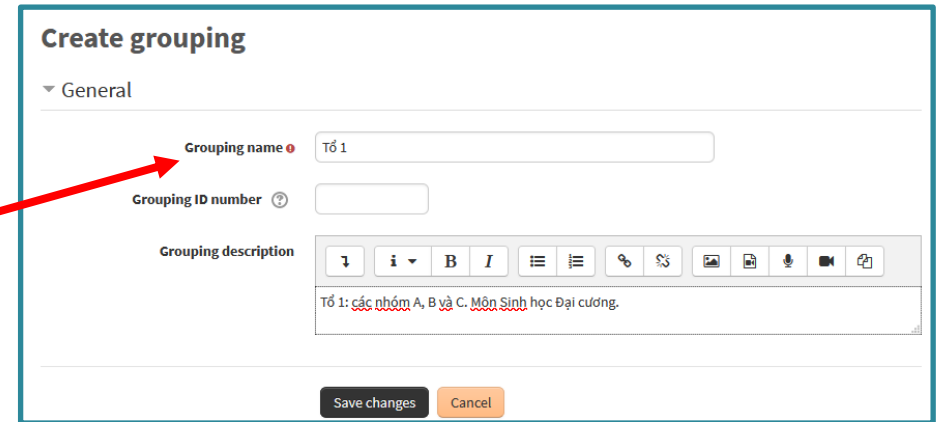 Create grouping
General
Grouping name
Tổ 1
Grouping ID number
Grouping description
B I
Tổ 1: các nhóm A, B và C. Môn Sinh học Đại cương.
Save changes Cancel